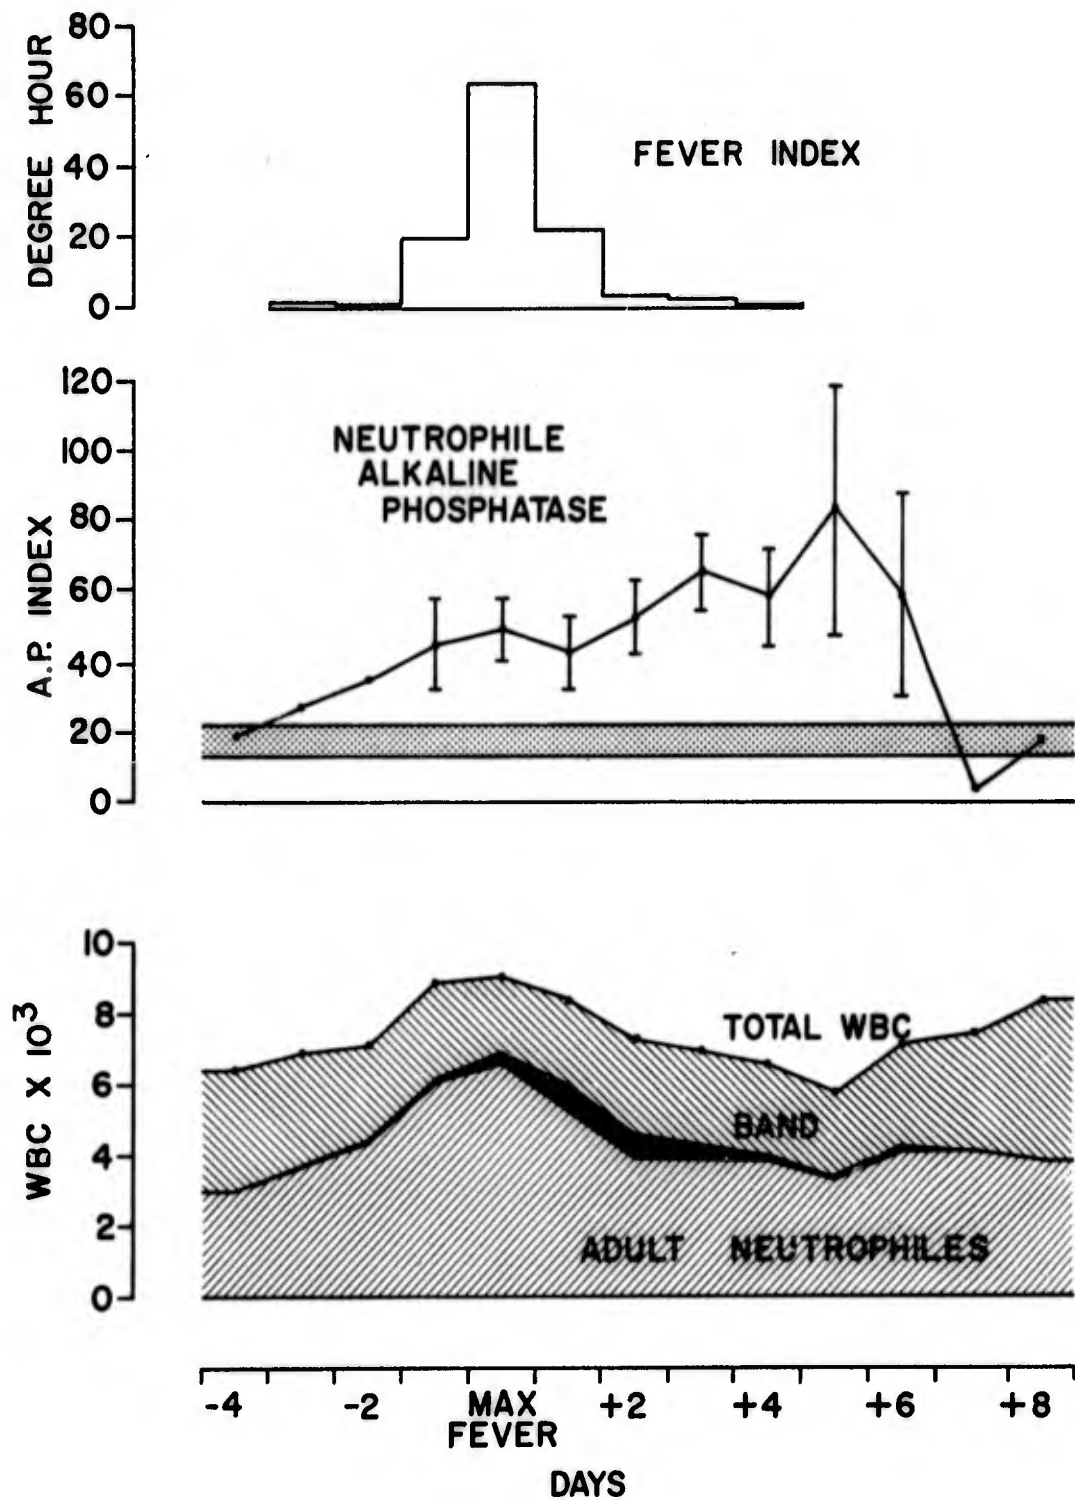 DEGREE HOUR
80
60
40
20
0
FEVER INDEX
A.P. INDEX
120
100
80
60
40
20
0
NEUTROPHILE
ALKALINE
PHOSPHATASE
WBC X 10³
10
8
6
4
2
0
TOTAL WBC
BAND
ADULT NEUTROPHILES
-4 -2 MAX +2 +4 +6 +8
FEVER
DAYS